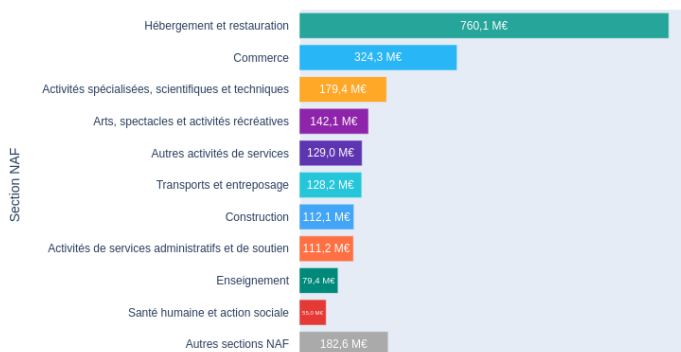 Section NAF
Hébergement et restauration 760,1 M€
Commerce 324,3 M€
Activités spécialisées, scientifiques et techniques 179,4 M€
Arts, spectacles et activités récréatives 142,1 M€
Autres activités de services 129,0 M€
Transports et entreposage 128,2 M€
Construction 112,1 M€
Activités de services administratifs et de soutien 111,2 M€
Enseignement 79,4 M€
Santé humaine et action sociale 55,0 M€
Autres sections NAF 182,6 M€